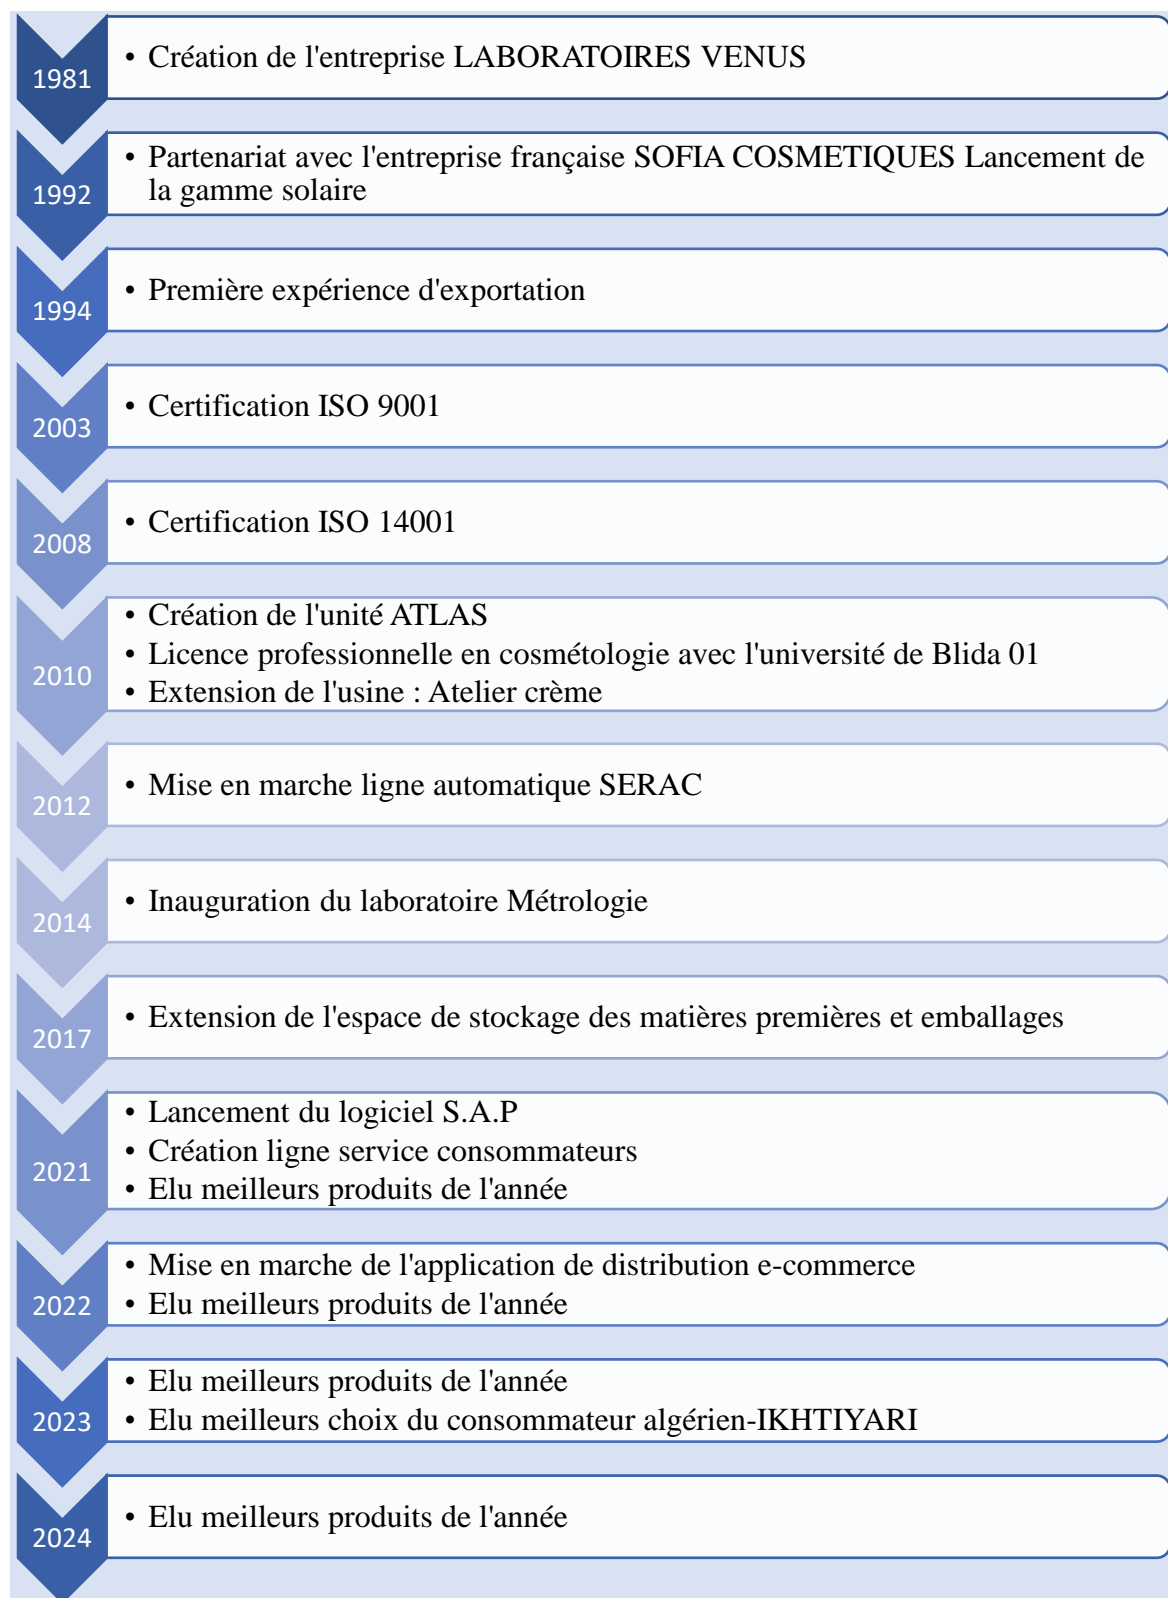 1981
• Création de l'entreprise LABORATOIRES VENUS
1992
• Partenariat avec l'entreprise française SOFIA COSMETIQUES Lancement de
la gamme solaire
1994
• Première expérience d'exportation
2003
• Certification ISO 9001
2008
• Certification ISO 14001
2010
• Création de l'unité ATLAS
• Licence professionnelle en cosmétologie avec l'université de Blida 01
• Extension de l'usine : Atelier crème
2012
• Mise en marche ligne automatique SERAC
2014
• Inauguration du laboratoire Métrologie
2017
• Extension de l'espace de stockage des matières premières et emballages
2021
• Lancement du logiciel S.A.P
• Création ligne service consommateurs
• Elu meilleurs produits de l'année
2022
• Mise en marche de l'application de distribution e-commerce
• Elu meilleurs produits de l'année
2023
• Elu meilleurs produits de l'année
• Elu meilleurs choix du consommateur algérien-IKHTIYARI
2024
• Elu meilleurs produits de l'année